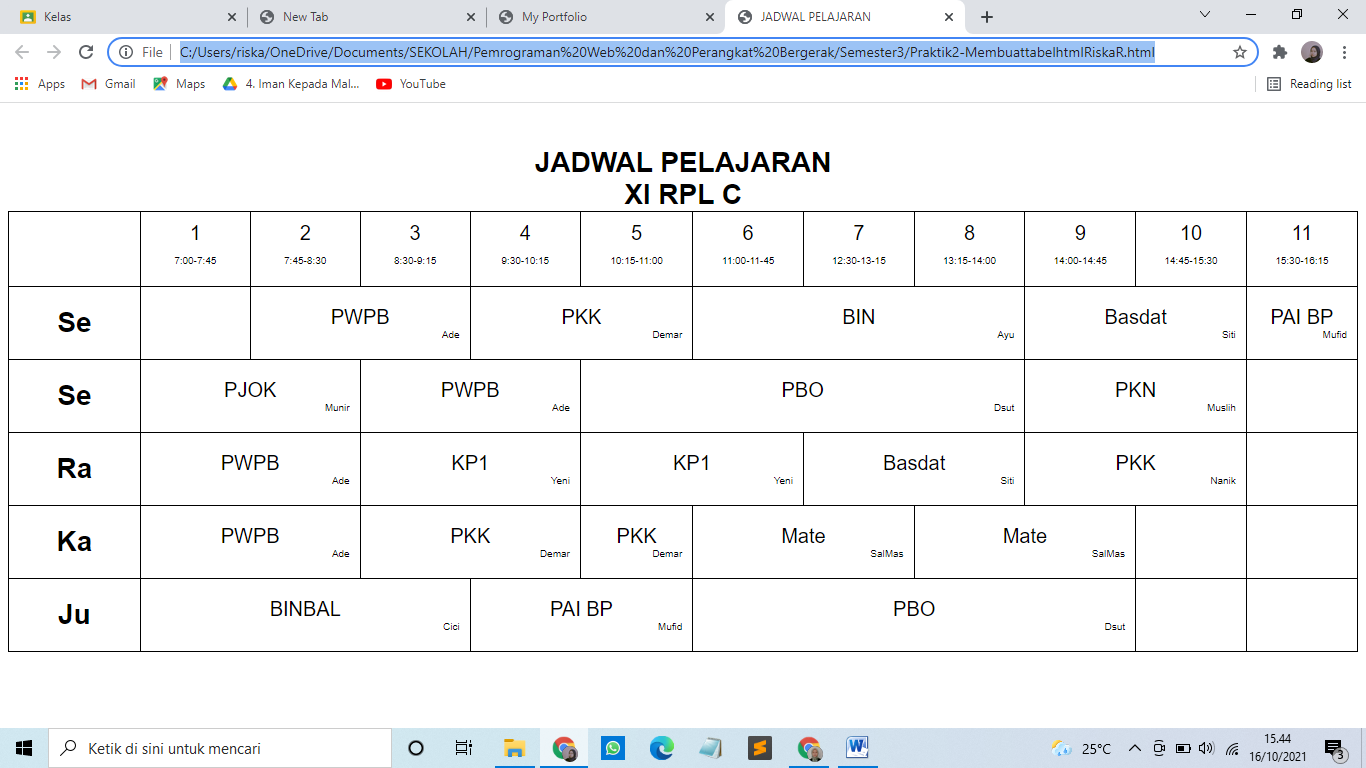 Kelas
New Tab
My Portfolio
JADWAL PELAJARAN
File
C:/Users/riska/OneDrive/Documents/SEKOLAH/Pemrograman%20Web%20dan%20Perangkat%20Bergerak/Semester3/Praktik2-MembuattabelhtmlRiskaR.html
Apps Gmail Maps 4. Iman Kepada Mal... YouTube Reading list
JADWAL PELAJARAN
XI RPL C
1 2 3 4 5 6 7 8 9 10 11
7:00-7:45 7:45-8:30 8:30-9:15 9:30-10:15 10:15-11:00 11:00-11-45 12:30-13-15 13:15-14:00 14:00-14:45 14:45-15:30 15:30-16:15
Se PWPB PKK BIN Basdat PAI BP
Ade Demar Ayu Siti Mufid
Se PJOK PWPB PBO PKN
Munir Ade Dsut Muslih
Ra PWPB KP1 KP1 Basdat PKK
Ade Yeni Yeni Siti Nanik
Ka PWPB PKK PKK Mate Mate
Ade Demar Demar SalMas SalMas
Ju BINBAL PAI BP PBO
Cici Mufid Dsut
Ketik di sini untuk mencari
25°C
15.44
16/10/2021
3